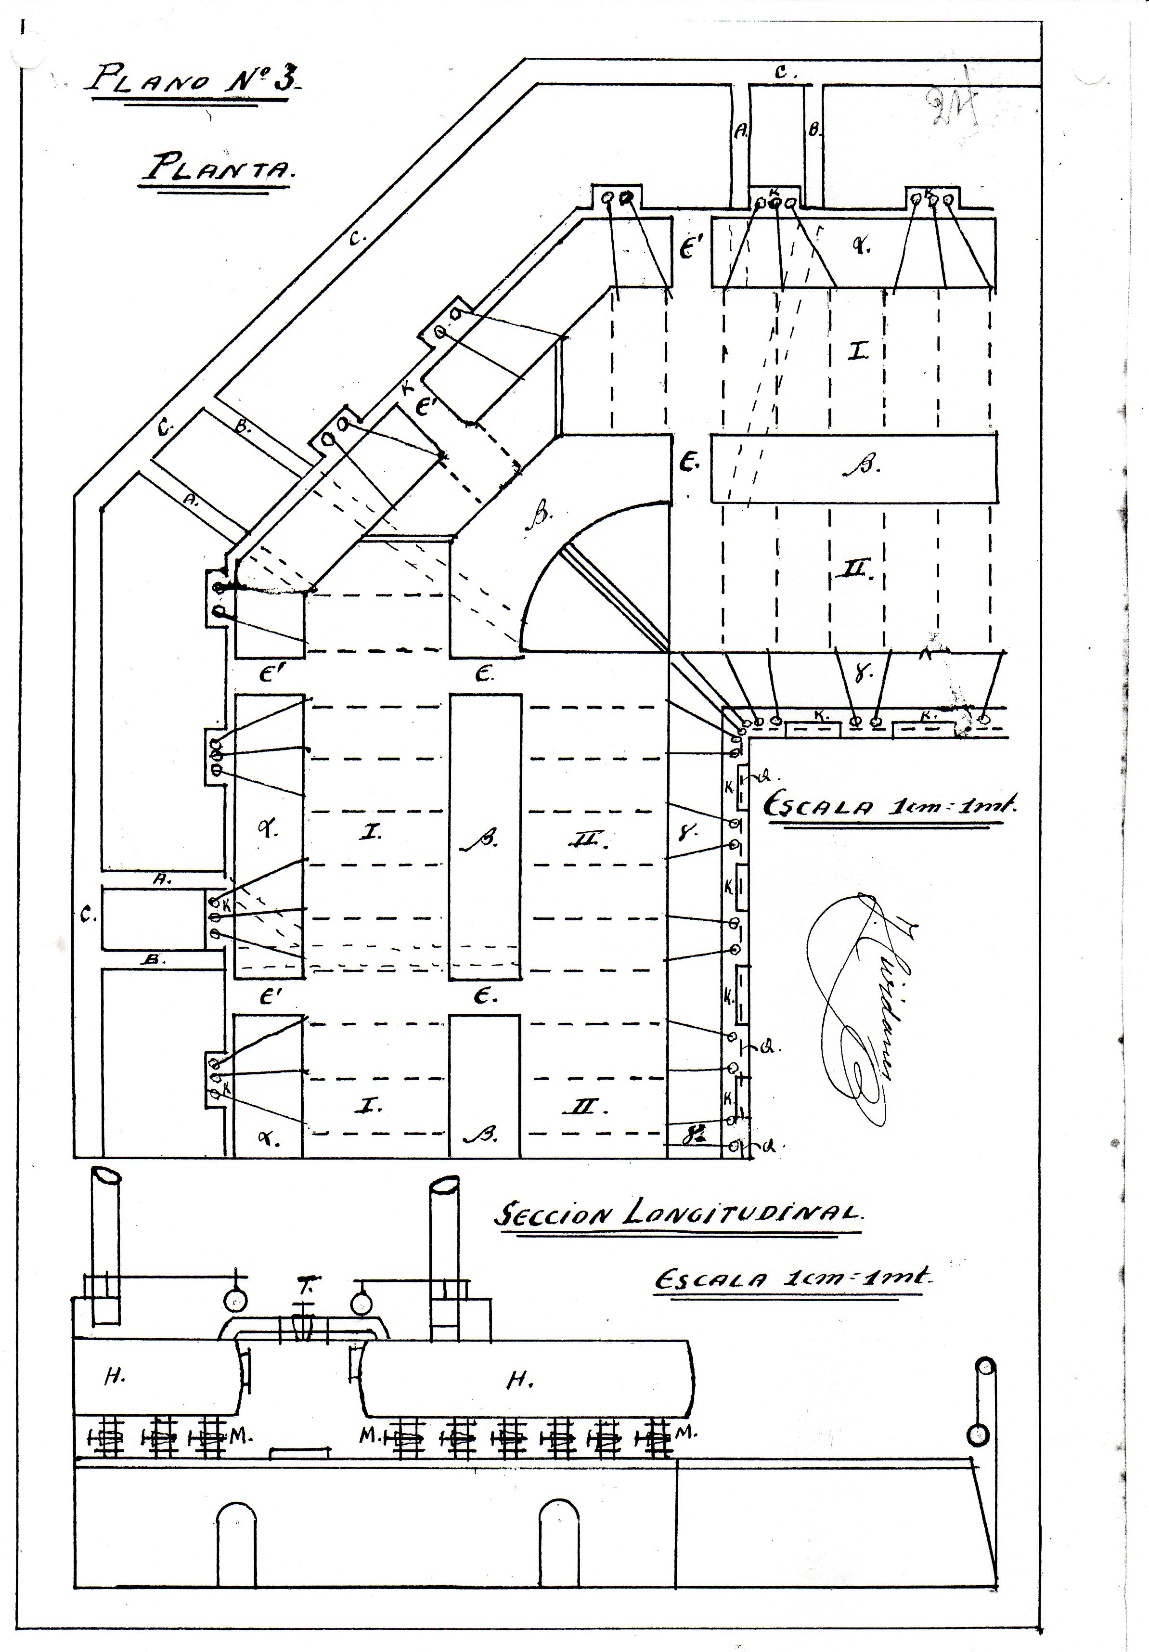 PLANO Nº 3.
PLANTA.
C.
A.
B.
K
K
E'
α.
C.
I.
K
E'
C.
B.
E.
β.
A.
β.
II.
E'
E.
γ.
K.
K.
K
a.
ESCALA 1cm=1mt.
α.
I.
β.
II.
γ.
K
A.
K
C.
B.
E'
E.
K.
a.
K
I.
II.
K.
α.
β.
γ.
a.
SECCION LONGITUDINAL.
ESCALA 1cm=1mt.
T.
H.
H.
M.
M.
M.